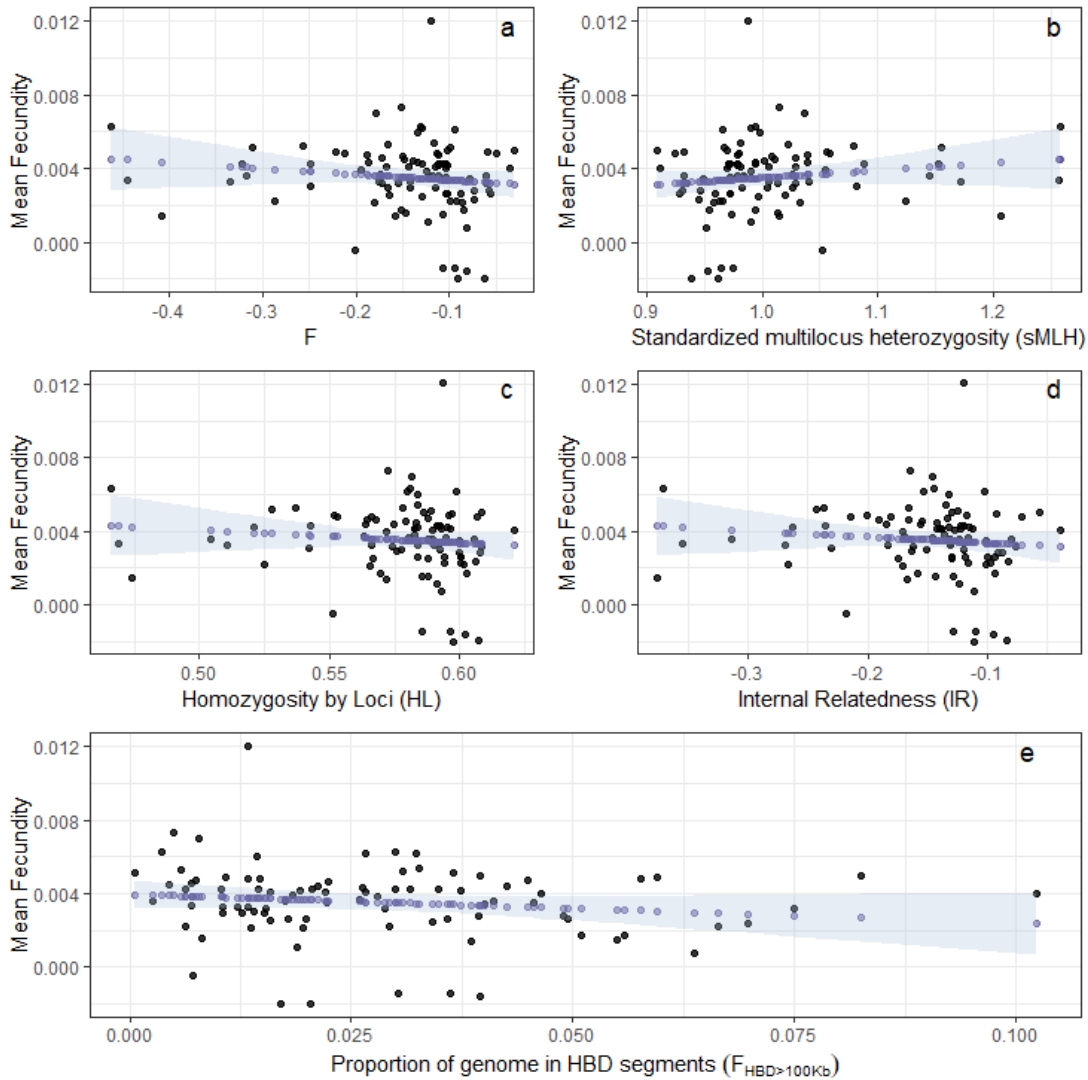 a
Mean Fecundity
0.012
0.008
0.004
0.000
-0.4
-0.3
-0.2
-0.1
F
b
Mean Fecundity
0.012
0.008
0.004
0.000
0.9
1.0
1.1
1.2
Standardized multilocus heterozygosity (sMLH)
c
Mean Fecundity
0.012
0.008
0.004
0.000
0.50
0.55
0.60
Homozygosity by Loci (HL)
d
Mean Fecundity
0.012
0.008
0.004
0.000
-0.3
-0.2
-0.1
Internal Relatedness (IR)
e
Mean Fecundity
0.012
0.008
0.004
0.000
0.000
0.025
0.050
0.075
0.100
Proportion of genome in HBD segments (FHBD>100Kb)